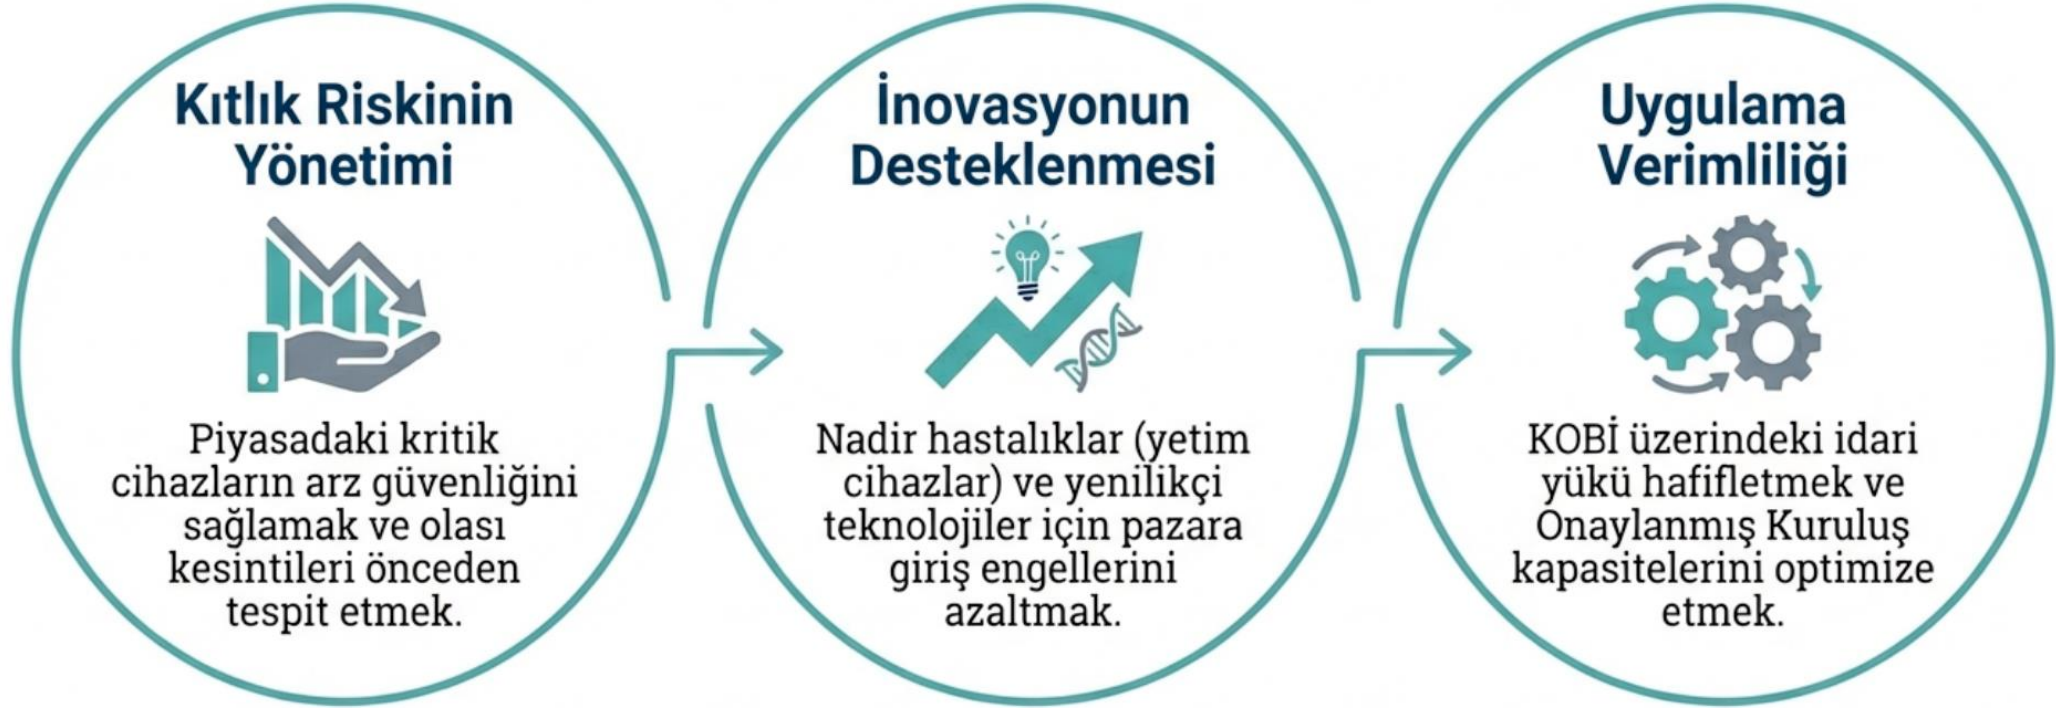 Kıtlık Riskinin
Yönetimi
Piyasadaki kritik
cihazların arz güvenliğini
sağlamak ve olası
kesintileri önceden
tespit etmek.
İnovasyonun
Desteklenmesi
Nadir hastalıklar (yetim
cihazlar) ve yenilikçi
teknolojiler için pazara
giriş engellerini
azaltmak.
Uygulama
Verimliliği
KOBİ üzerindeki idari
yükü hafifletmek ve
Onaylanmış Kuruluş
kapasitelerini optimize
etmek.